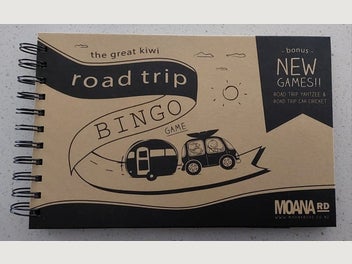 the great kiwi
road trip
BINGO
GAME
- bonus -
NEW
GAMES!!
ROAD TRIP YAHTZEE &
ROAD TRIP CAR CRICKET
MOANA RD